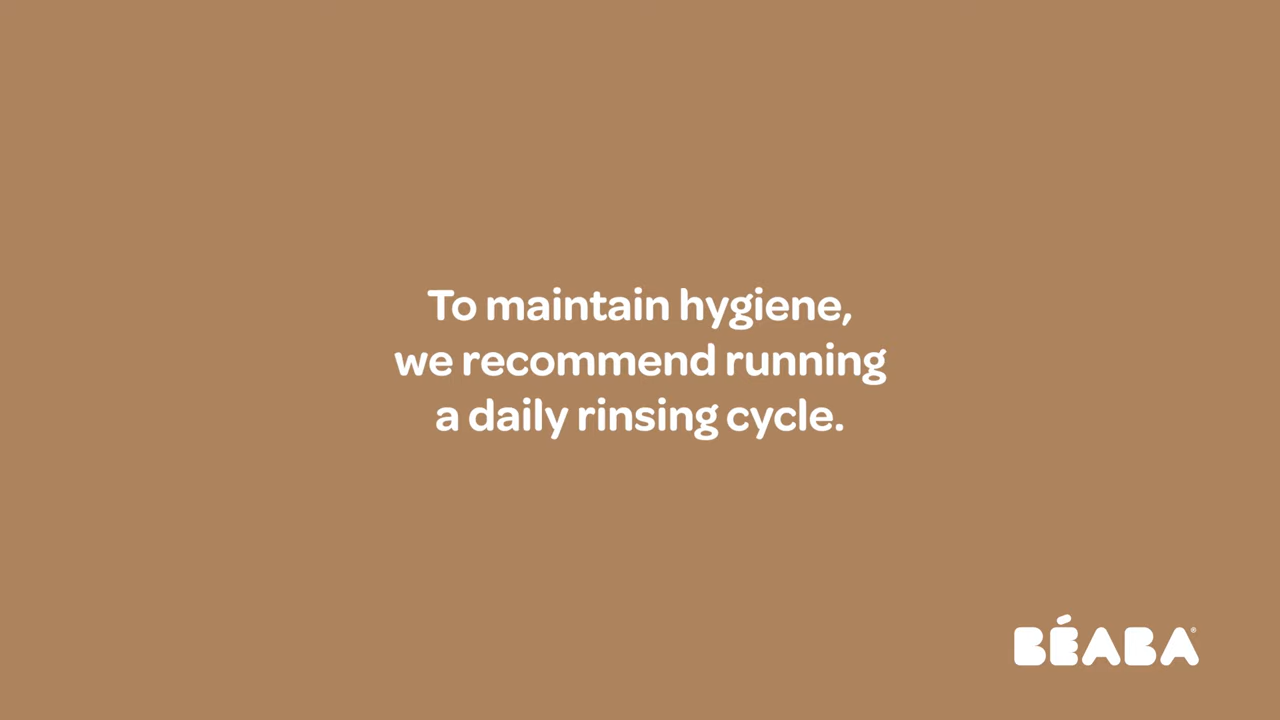 To maintain hygiene,
we recommend running
a daily rinsing cycle.
BÉABA®